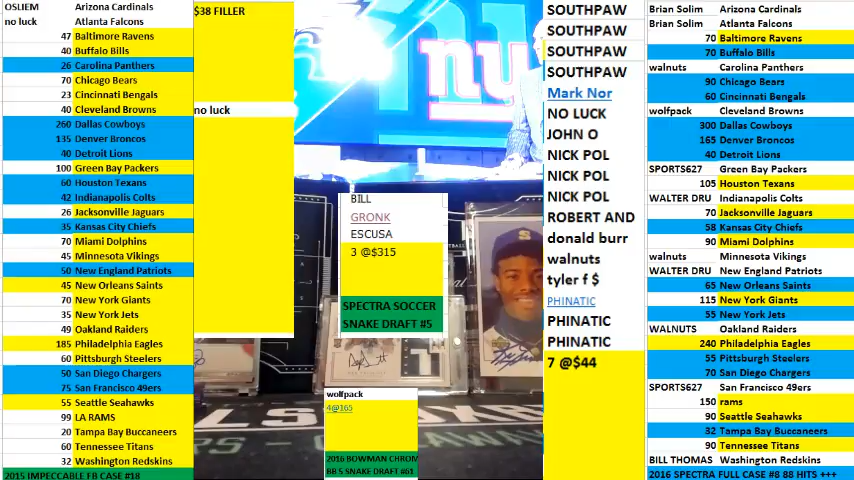 OSLIEM Arizona Cardinals
no luck Atlanta Falcons
47 Baltimore Ravens
40 Buffalo Bills
26 Carolina Panthers
70 Chicago Bears
23 Cincinnati Bengals
40 Cleveland Browns
260 Dallas Cowboys
135 Denver Broncos
40 Detroit Lions
100 Green Bay Packers
60 Houston Texans
42 Indianapolis Colts
26 Jacksonville Jaguars
35 Kansas City Chiefs
70 Miami Dolphins
45 Minnesota Vikings
50 New England Patriots
45 New Orleans Saints
70 New York Giants
35 New York Jets
49 Oakland Raiders
185 Philadelphia Eagles
60 Pittsburgh Steelers
50 San Diego Chargers
75 San Francisco 49ers
55 Seattle Seahawks
99 LA RAMS
20 Tampa Bay Buccaneers
60 Tennessee Titans
32 Washington Redskins
2015 IMPECCABLE FB CASE #18
$38 FILLER
no luck
ny
BILL
GRONK
ESCUSA
3 @$315
SPECTRA SOCCER
SNAKE DRAFT #5
wolfpack
4@165
2016 BOWMAN CHROM
BB 5 SNAKE DRAFT #61
SOUTHPAW
SOUTHPAW
SOUTHPAW
SOUTHPAW
Mark Nor
NO LUCK
JOHN O
NICK POL
NICK POL
NICK POL
ROBERT AND
donald burr
walnuts
tyler f $
PHINATIC
PHINATIC
PHINATIC
7 @$44
Brian Solim Arizona Cardinals
Brian Solim Atlanta Falcons
70 Baltimore Ravens
70 Buffalo Bills
walnuts Carolina Panthers
90 Chicago Bears
60 Cincinnati Bengals
wolfpack Cleveland Browns
300 Dallas Cowboys
165 Denver Broncos
40 Detroit Lions
SPORTS627 Green Bay Packers
105 Houston Texans
WALTER DRU Indianapolis Colts
70 Jacksonville Jaguars
58 Kansas City Chiefs
90 Miami Dolphins
walnuts Minnesota Vikings
WALTER DRU New England Patriots
65 New Orleans Saints
115 New York Giants
55 New York Jets
WALNUTS Oakland Raiders
240 Philadelphia Eagles
55 Pittsburgh Steelers
70 San Diego Chargers
SPORTS627 San Francisco 49ers
150 rams
90 Seattle Seahawks
32 Tampa Bay Buccaneers
90 Tennessee Titans
BILL THOMAS Washington Redskins
2016 SPECTRA FULL CASE #8 88 HITS +++